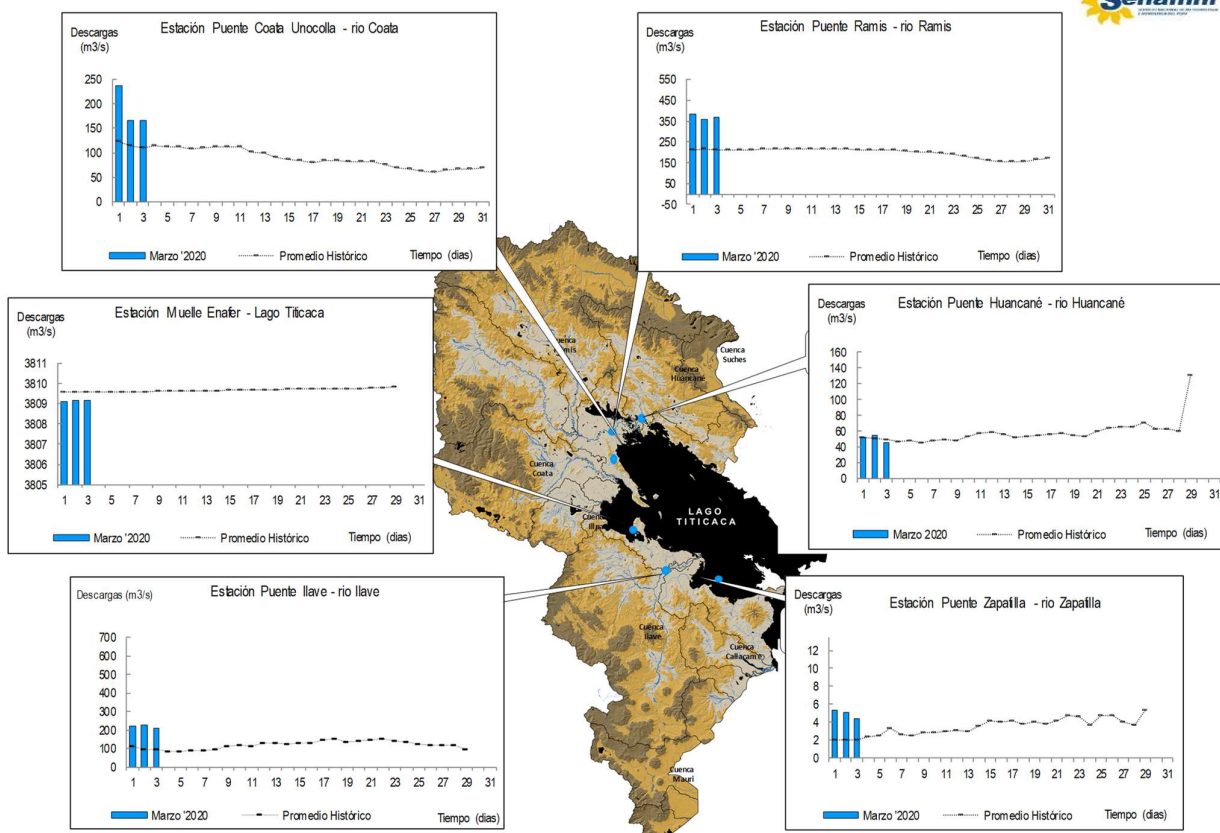 Senamhi
Estación Puente Coata Unocolla - rio Coata
Descargas
(m3/s)
250
200
150
100
50
0
1 3 5 7 9 11 13 15 17 19 21 23 25 27 29 31
Marzo '2020 Promedio Histórico Tiempo (dias)
Estación Puente Ramis - rio Ramis
Descargas
(m3/s)
550
450
350
250
150
50
-50
1 3 5 7 9 11 13 15 17 19 21 23 25 27 29 31
Marzo '2020 Promedio Histórico Tiempo (dias)
Estación Muelle Enafer - Lago Titicaca
Descargas
(m3/s)
3811
3810
3809
3808
3807
3806
3805
1 3 5 7 9 11 13 15 17 19 21 23 25 27 29 31
Marzo '2020 Promedio Histórico Tiempo (dias)
Estación Puente Huancané - rio Huancané
Descargas
(m3/s)
160
140
120
100
80
60
40
20
0
1 3 5 7 9 11 13 15 17 19 21 23 25 27 29 31
Marzo 2020 Promedio Histórico Tiempo (dias)
Cuenca
Suches
Cuenca
Huancané
Cuenca
Coata
LAGO
TITICACA
Cuenca
Ilave
Cuenca
Cuenca
Mauri
Estación Puente Ilave - rio Ilave
Descargas (m3/s)
700
600
500
400
300
200
100
0
1 3 5 7 9 11 13 15 17 19 21 23 25 27 29 31
Marzo '2020 Promedio Histórico Tiempo (dias)
Estación Puente Zapatilla - rio Zapatilla
Descargas
(m3/s)
12
10
8
6
4
2
0
1 3 5 7 9 11 13 15 17 19 21 23 25 27 29 31
Marzo '2020 Promedio Histórico Tiempo (dias)